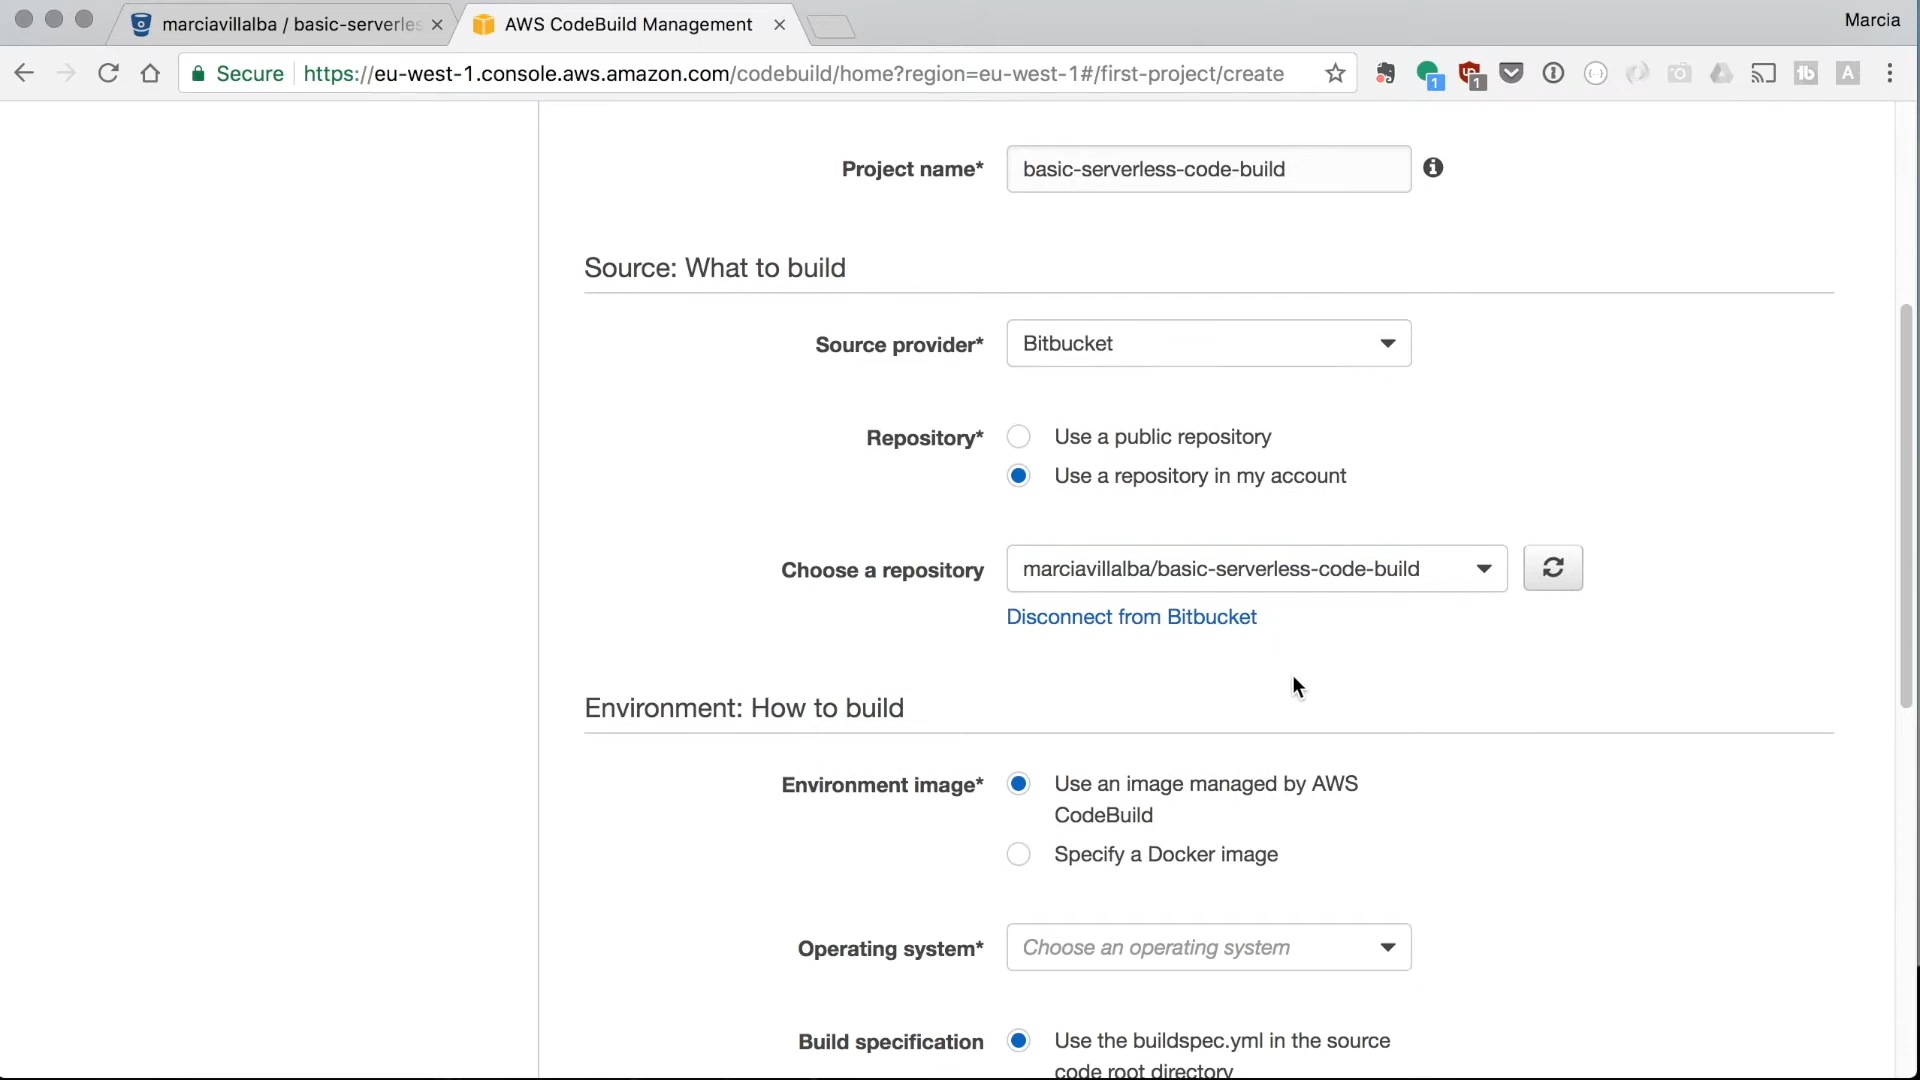 marciavillalba / basic-serverles
AWS CodeBuild Management
Marcia
Secure
https://eu-west-1.console.aws.amazon.com/codebuild/home?region=eu-west-1#/first-project/create
1
1
Project name*
basic-serverless-code-build
Source: What to build
Source provider*
Bitbucket
Repository*
Use a public repository
Use a repository in my account
Choose a repository
marciavillalba/basic-serverless-code-build
Disconnect from Bitbucket
Environment: How to build
Environment image*
Use an image managed by AWS
CodeBuild
Specify a Docker image
Operating system*
Choose an operating system
Build specification
Use the buildspec.yml in the source
code root directory